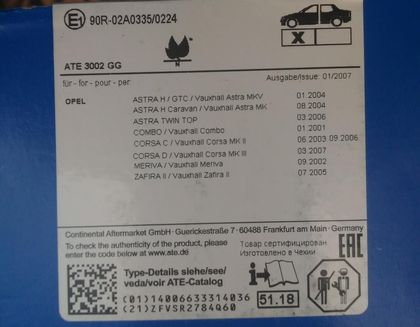 E1 90R-02A0335/0224
X
ATE 3002 GG
für - for - pour - per:
Ausgabe/Issue: 01/2007
OPEL ASTRA H / GTC / Vauxhall Astra MKV 01.2004
ASTRA H Caravan / Vauxhall Astra MK 08.2004
ASTRA TWIN TOP 03.2006
COMBO / Vauxhall Combo 01.2001
CORSA C / Vauxhall Corsa MK II 06.2003 09.2006
CORSA D / Vauxhall Corsa MK III 03.2007
MERIVA / Vauxhall Meriva 09.2002
ZAFIRA II / Vauxhall Zafira II 07.2005
Continental Aftermarket GmbH · Guerickestraße 7 · 60488 Frankfurt am Main · Germany
To check the authenticity of the product, please
enter the code below at www.ate.de.
Товар сертифицирован
Изготовлено в Чехии
EAC
Type-Details siehe/see/
veda/voir ATE-Catalog
(01)14006633314036
(21)ZFVSR2784Q60
51.18